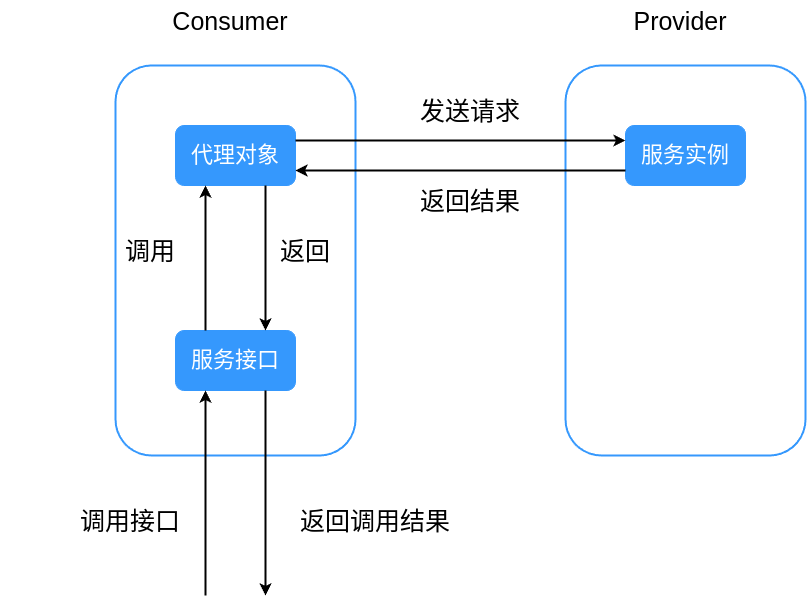 Consumer
Provider
发送请求
代理对象
服务实例
返回结果
调用
返回
服务接口
调用接口
返回调用结果